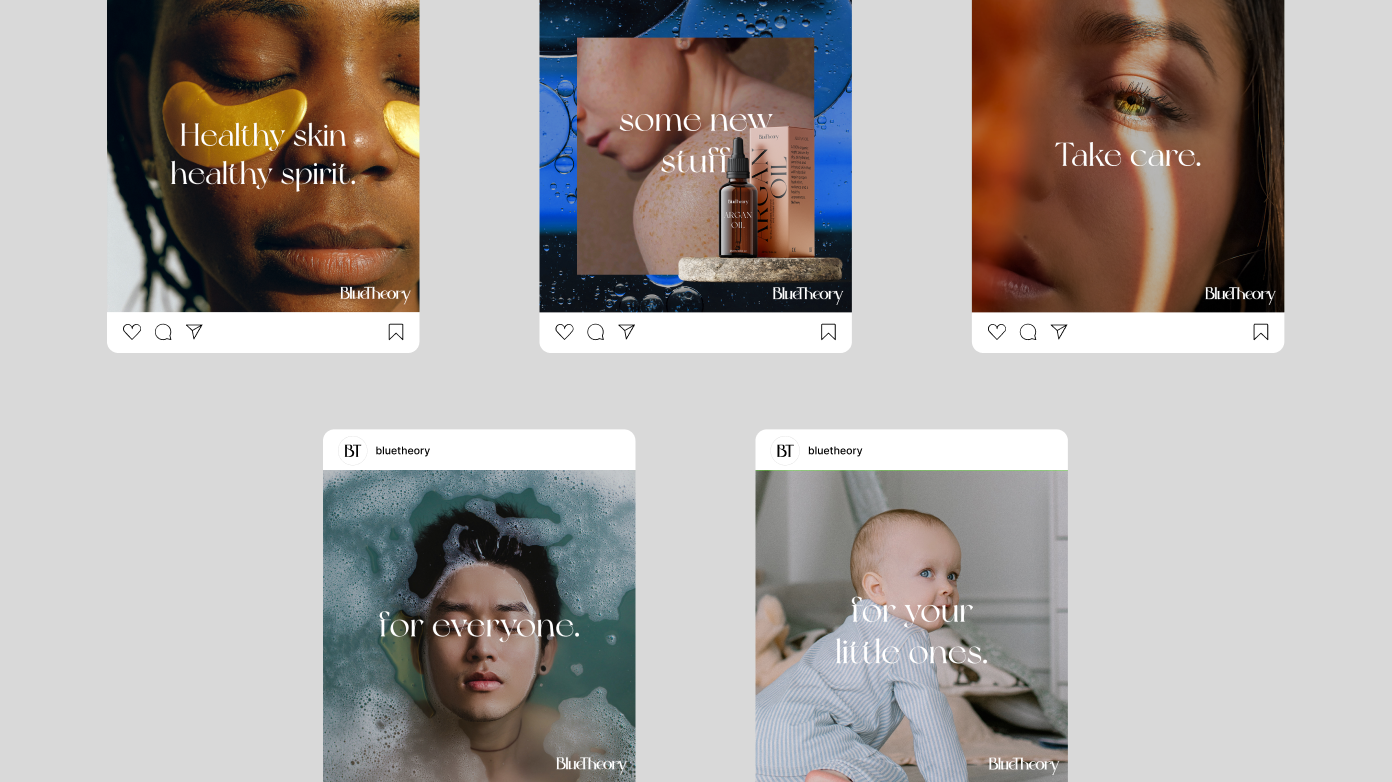 Healthy skin
healthy spirit.
BlueTheory
some new
stuff
BlueTheory
ARGAN
OIL
BlueTheory
ARGAN
OIL
BlueTheory
Take care.
BlueTheory
BT bluetheory
for everyone.
BlueTheory
BT bluetheory
for your
little ones.
BlueTheory